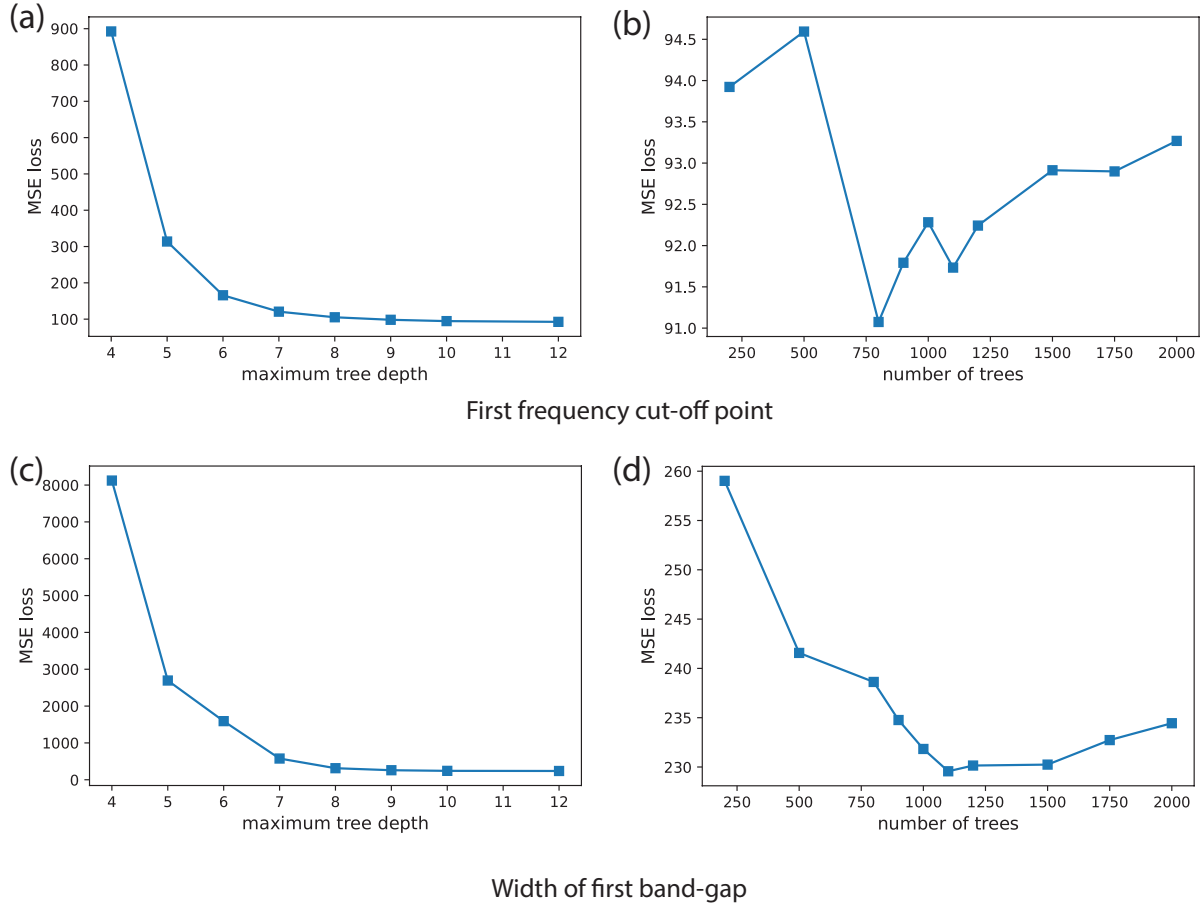 (a)
900
800
700
600
500
400
300
200
100
MSE loss
4 5 6 7 8 9 10 11 12
maximum tree depth
(b)
94.5
94.0
93.5
93.0
92.5
92.0
91.5
91.0
MSE loss
250 500 750 1000 1250 1500 1750 2000
number of trees
First frequency cut-off point
(c)
8000
7000
6000
5000
4000
3000
2000
1000
0
MSE loss
4 5 6 7 8 9 10 11 12
maximum tree depth
(d)
260
255
250
245
240
235
230
MSE loss
250 500 750 1000 1250 1500 1750 2000
number of trees
Width of first band-gap